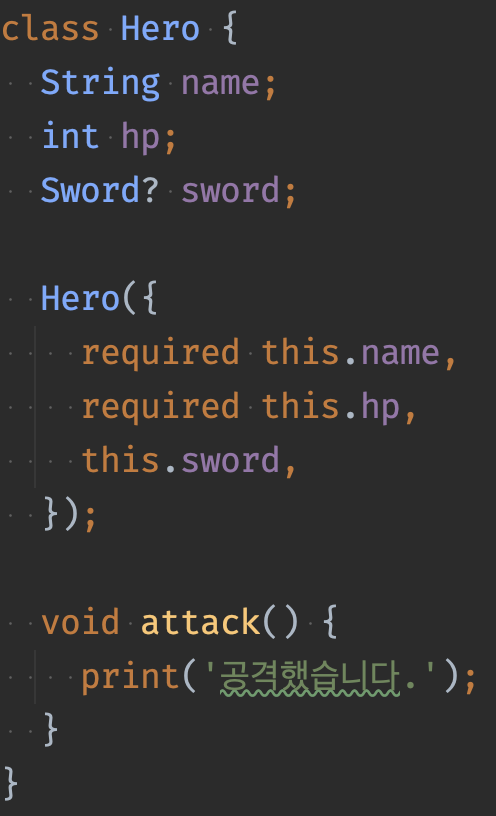 class Hero {
  String name;
  int hp;
  Sword? sword;

  Hero({
    required this.name,
    required this.hp,
    this.sword,
  });

  void attack() {
    print('공격했습니다.');
  }
}